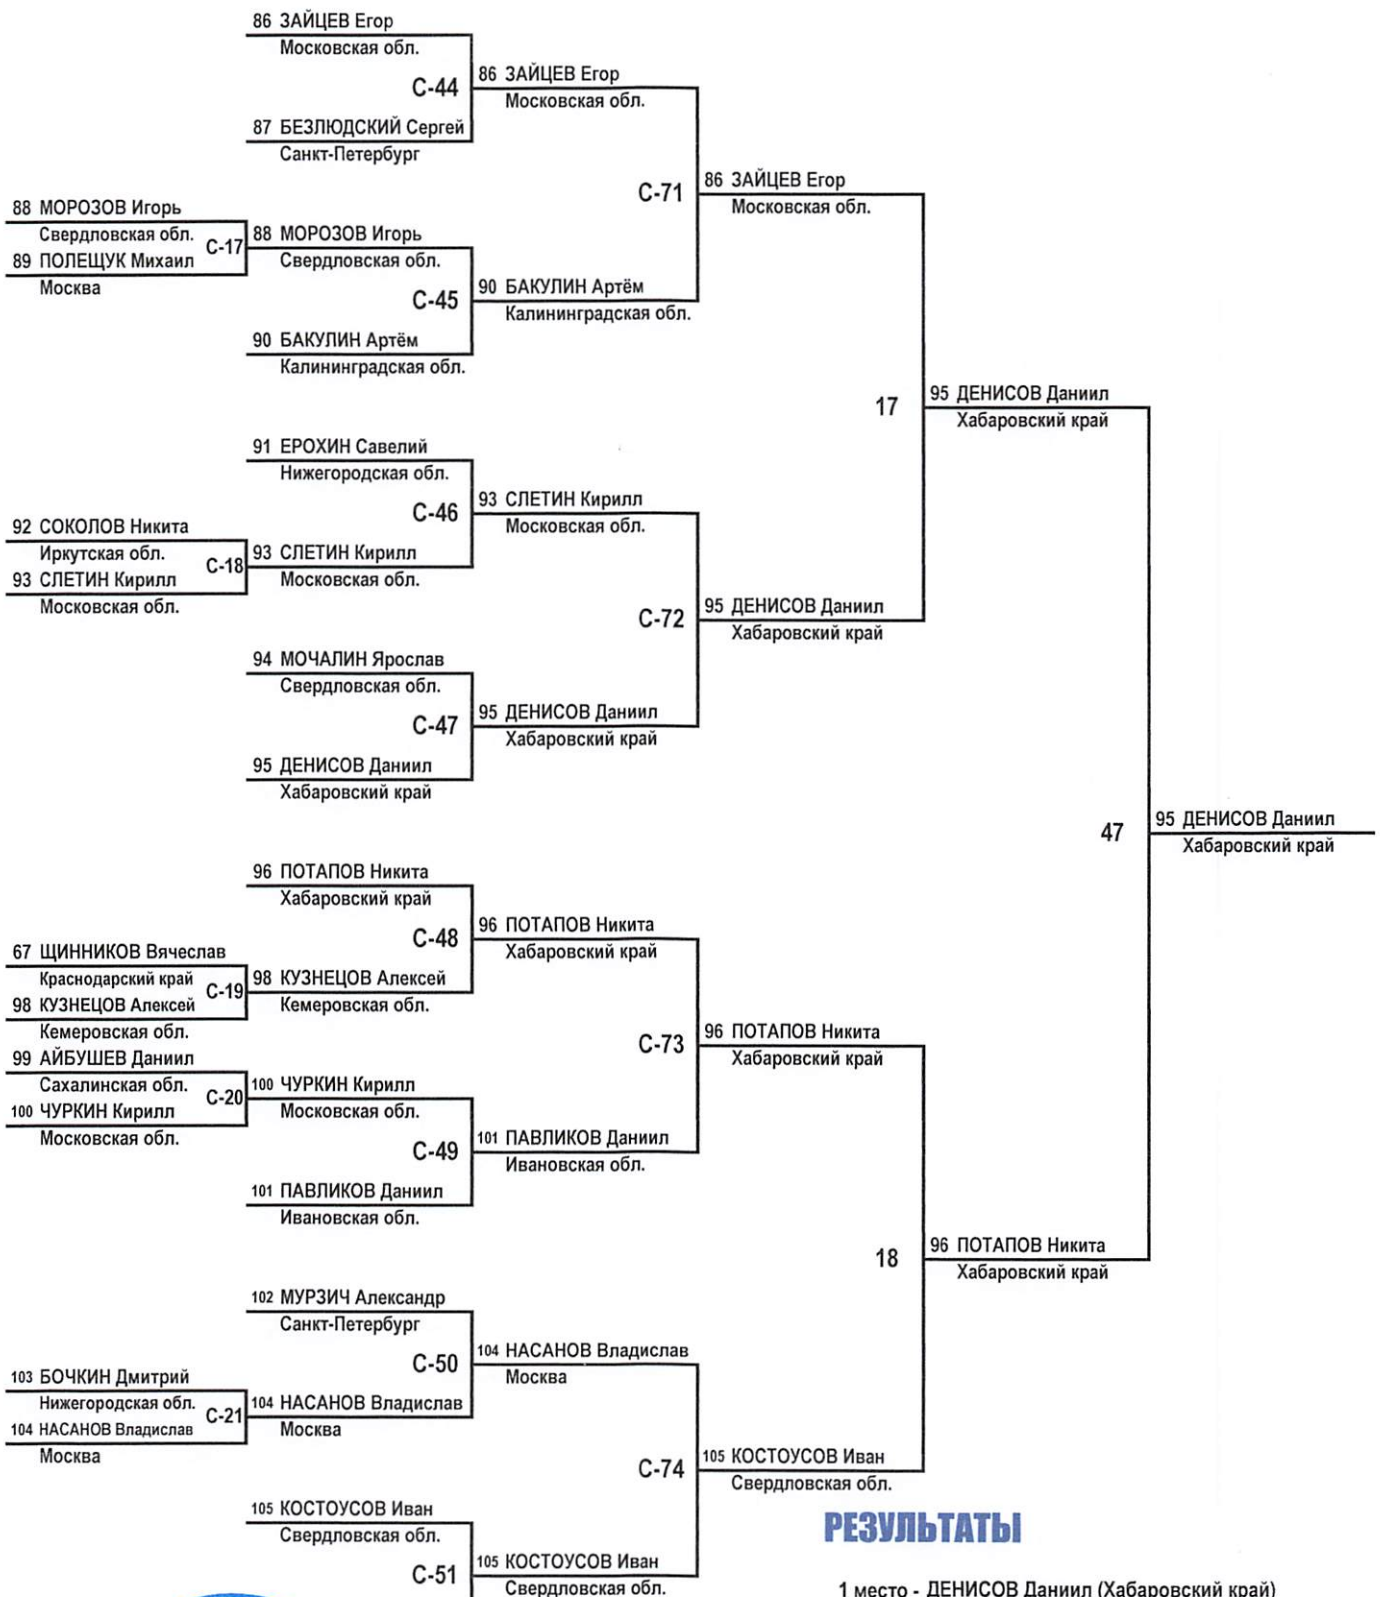 86 ЗАЙЦЕВ Егор
Московская обл.
С-44
86 ЗАЙЦЕВ Егор
Московская обл.
87 БЕЗЛЮДСКИЙ Сергей
Санкт-Петербург
С-71
86 ЗАЙЦЕВ Егор
Московская обл.
88 МОРОЗОВ Игорь
Свердловская обл.
С-17
89 ПОЛЕЩУК Михаил
Москва
88 МОРОЗОВ Игорь
Свердловская обл.
С-45
90 БАКУЛИН Артём
Калининградская обл.
90 БАКУЛИН Артём
Калининградская обл.
17
95 ДЕНИСОВ Даниил
Хабаровский край
91 ЕРОХИН Савелий
Нижегородская обл.
С-46
93 СЛЕТИН Кирилл
Московская обл.
92 СОКОЛОВ Никита
Иркутская обл.
С-18
93 СЛЕТИН Кирилл
Московская обл.
93 СЛЕТИН Кирилл
Московская обл.
С-72
95 ДЕНИСОВ Даниил
Хабаровский край
94 МОЧАЛИН Ярослав
Свердловская обл.
С-47
95 ДЕНИСОВ Даниил
Хабаровский край
95 ДЕНИСОВ Даниил
Хабаровский край
47
95 ДЕНИСОВ Даниил
Хабаровский край
96 ПОТАПОВ Никита
Хабаровский край
С-48
96 ПОТАПОВ Никита
Хабаровский край
67 ЩИННИКОВ Вячеслав
Краснодарский край
С-19
98 КУЗНЕЦОВ Алексей
Кемеровская обл.
98 КУЗНЕЦОВ Алексей
Кемеровская обл.
С-73
96 ПОТАПОВ Никита
Хабаровский край
99 АЙБУШЕВ Даниил
Сахалинская обл.
С-20
100 ЧУРКИН Кирилл
Московская обл.
100 ЧУРКИН Кирилл
Московская обл.
С-49
101 ПАВЛИКОВ Даниил
Ивановская обл.
101 ПАВЛИКОВ Даниил
Ивановская обл.
18
96 ПОТАПОВ Никита
Хабаровский край
102 МУРЗИЧ Александр
Санкт-Петербург
С-50
104 НАСАНОВ Владислав
Москва
103 БОЧКИН Дмитрий
Нижегородская обл.
С-21
104 НАСАНОВ Владислав
Москва
104 НАСАНОВ Владислав
Москва
С-74
105 КОСТОУСОВ Иван
Свердловская обл.
105 КОСТОУСОВ Иван
Свердловская обл.
С-51
105 КОСТОУСОВ Иван
Свердловская обл.
РЕЗУЛЬТАТЫ
1 место - ДЕНИСОВ Даниил (Хабаровский край)